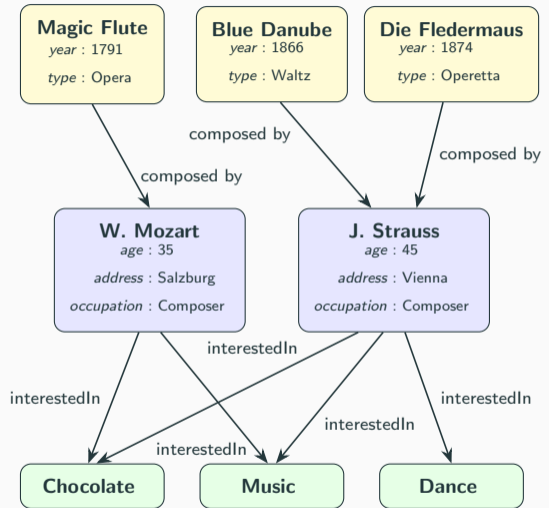 Magic Flute
year : 1791
type : Opera
Blue Danube
year : 1866
type : Waltz
Die Fledermaus
year : 1874
type : Operetta
composed by
composed by
composed by
W. Mozart
age : 35
address : Salzburg
occupation : Composer
J. Strauss
age : 45
address : Vienna
occupation : Composer
interestedIn
interestedIn
interestedIn
interestedIn
interestedIn
Chocolate
Music
Dance